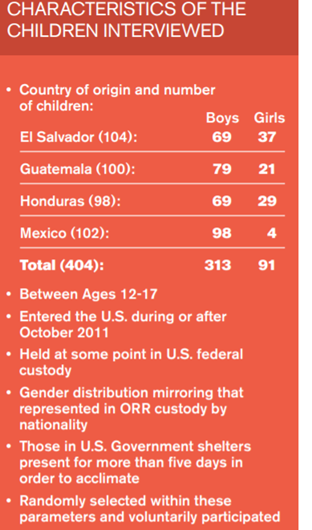 CHARACTERISTICS OF THE
CHILDREN INTERVIEWED
• Country of origin and number
of children:
Boys Girls
El Salvador (104): 69 37
Guatemala (100): 79 21
Honduras (98): 69 29
Mexico (102): 98 4
Total (404): 313 91
• Between Ages 12-17
• Entered the U.S. during or after
October 2011
• Held at some point in U.S. federal
custody
• Gender distribution mirroring that
represented in ORR custody by
nationality
• Those in U.S. Government shelters
present for more than five days in
order to acclimate
• Randomly selected within these
parameters and voluntarily participated